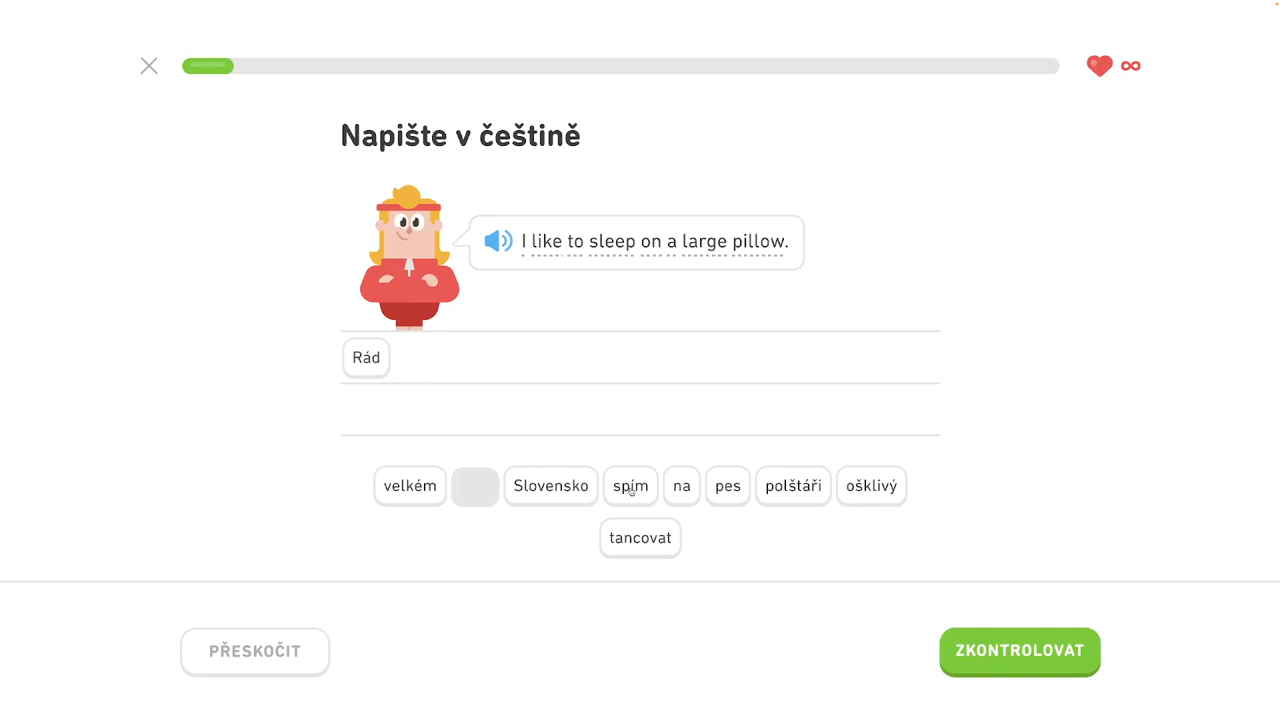 Napište v češtině
I like to sleep on a large pillow.
Rád
velkém Slovensko spím na pes polštáři ošklivý
tancovat
PŘESKOČIT ZKONTROLOVAT